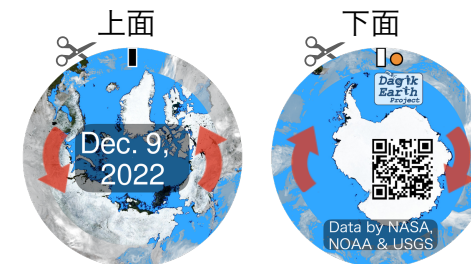 上面
下面
Dagik
Earth
Project
Dec. 9,
2022
Data by NASA,
NOAA & USGS